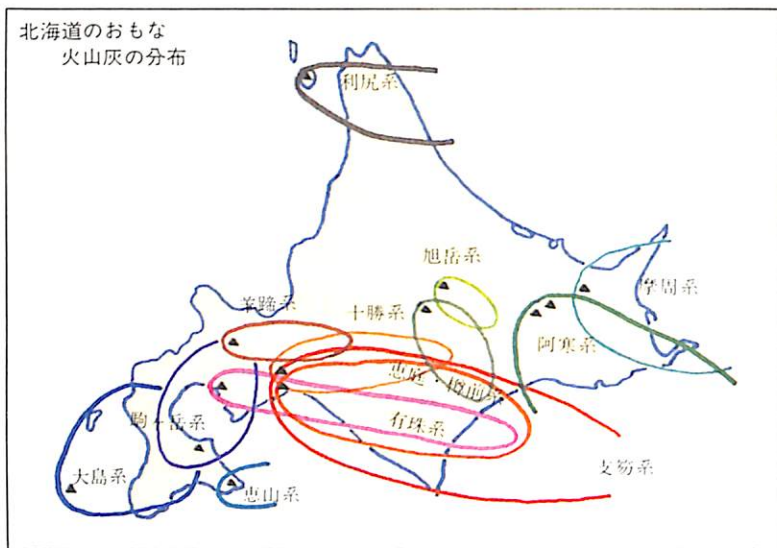 北海道のおもな
火山灰の分布
利尻系
旭岳系
摩周系
羊蹄系
十勝系
阿寒系
恵庭・樽前系
駒ヶ岳系
有珠系
大島系
恵山系
支笏系